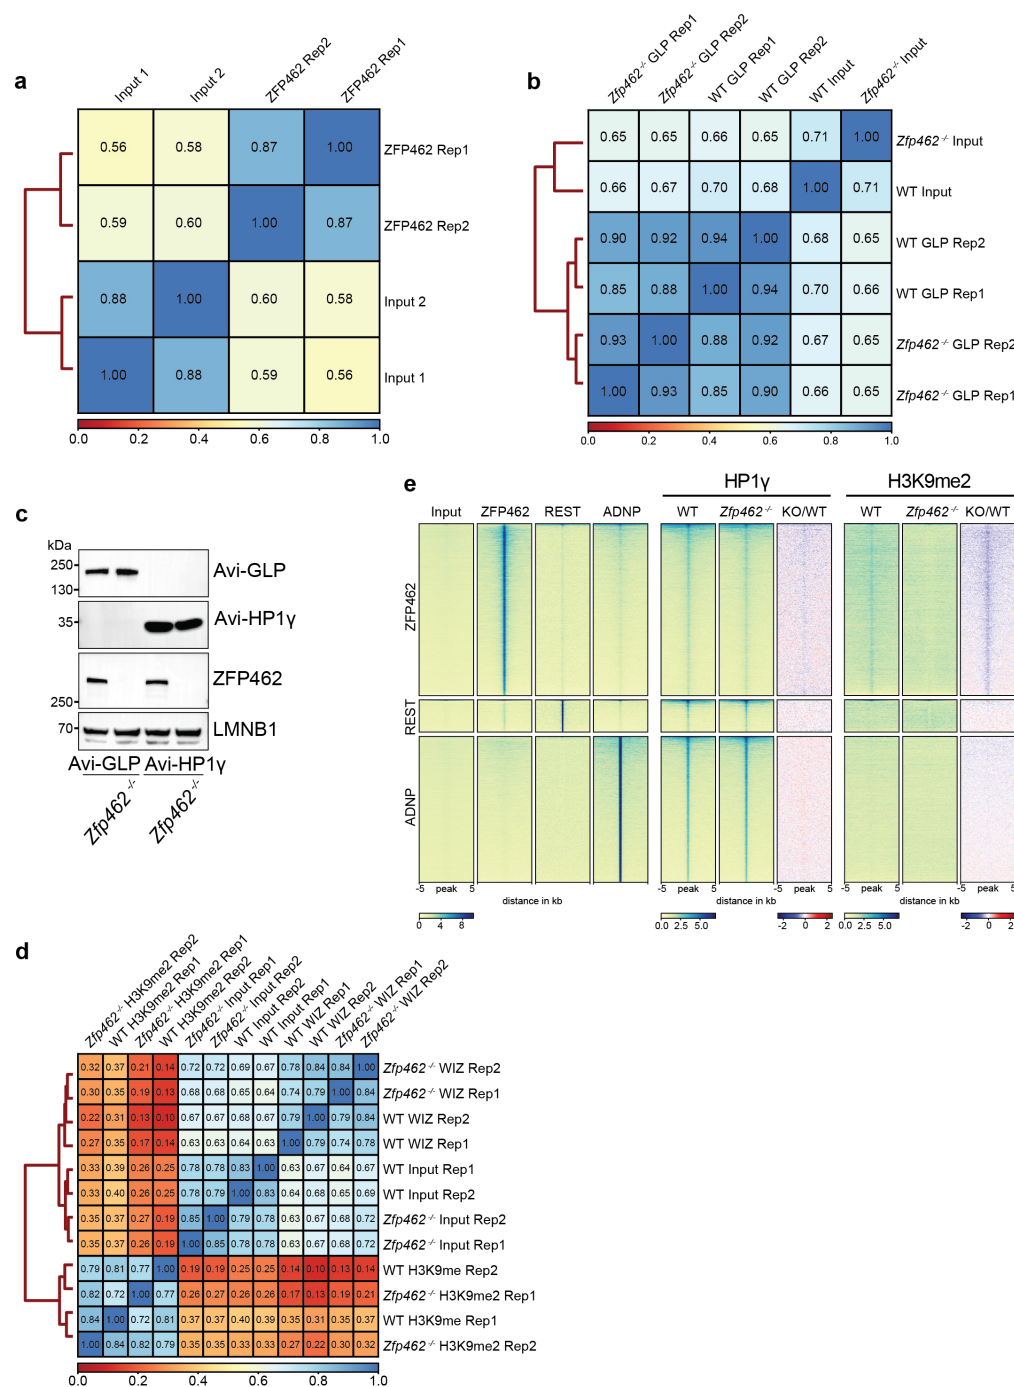 a
Input 1
Input 2
ZFP462 Rep2
ZFP462 Rep1
0.56 0.58 0.87 1.00 ZFP462 Rep1
0.59 0.60 1.00 0.87 ZFP462 Rep2
0.88 1.00 0.60 0.58 Input 2
1.00 0.88 0.59 0.56 Input 1
0.0 0.2 0.4 0.6 0.8 1.0
b
Zfp462-/- GLP Rep1
Zfp462-/- GLP Rep2
WT GLP Rep1
WT GLP Rep2
WT Input
Zfp462-/- Input
0.65 0.65 0.66 0.65 0.71 1.00 Zfp462-/- Input
0.66 0.67 0.70 0.68 1.00 0.71 WT Input
0.90 0.92 0.94 1.00 0.68 0.65 WT GLP Rep2
0.85 0.88 1.00 0.94 0.70 0.66 WT GLP Rep1
0.93 1.00 0.88 0.92 0.67 0.65 Zfp462-/- GLP Rep2
1.00 0.93 0.85 0.90 0.66 0.65 Zfp462-/- GLP Rep1
0.0 0.2 0.4 0.6 0.8 1.0
c
kDa
250
130
Avi-GLP
35
Avi-HP1γ
250
ZFP462
70
LMNB1
Avi-GLP Avi-HP1γ
Zfp462-/- Zfp462-/-
e
HP1γ H3K9me2
Input ZFP462 REST ADNP WT Zfp462-/- KO/WT WT Zfp462-/- KO/WT
ZFP462
REST
ADNP
-5 peak 5 -5 peak 5 -5 peak 5
distance in kb distance in kb distance in kb
0 4 8 0.0 2.5 5.0 -2 0 2 0.0 2.5 5.0 -2 0 2
d
Zfp462-/- H3K9me2 Rep2
WT H3K9me2 Rep1
Zfp462-/- H3K9me2 Rep1
WT H3K9me2 Rep2
Zfp462-/- Input Rep1
Zfp462-/- Input Rep2
WT Input Rep2
WT Input Rep1
WT WIZ Rep1
WT WIZ Rep2
Zfp462-/- WIZ Rep1
Zfp462-/- WIZ Rep2
0.32 0.37 0.21 0.14 0.72 0.72 0.69 0.67 0.78 0.84 0.84 1.00 Zfp462-/- WIZ Rep2
0.30 0.35 0.19 0.13 0.68 0.68 0.65 0.64 0.74 0.79 1.00 0.84 Zfp462-/- WIZ Rep1
0.22 0.31 0.13 0.10 0.67 0.67 0.68 0.67 0.79 1.00 0.79 0.84 WT WIZ Rep2
0.27 0.35 0.17 0.14 0.63 0.63 0.64 0.63 1.00 0.79 0.74 0.78 WT WIZ Rep1
0.33 0.39 0.26 0.25 0.78 0.78 0.83 1.00 0.63 0.67 0.64 0.67 WT Input Rep1
0.33 0.40 0.26 0.25 0.78 0.79 1.00 0.83 0.64 0.68 0.65 0.69 WT Input Rep2
0.35 0.37 0.27 0.19 0.85 1.00 0.79 0.78 0.63 0.67 0.68 0.72 Zfp462-/- Input Rep2
0.35 0.37 0.26 0.19 1.00 0.85 0.78 0.78 0.63 0.67 0.68 0.72 Zfp462-/- Input Rep1
0.79 0.81 0.77 1.00 0.19 0.19 0.25 0.25 0.14 0.10 0.13 0.14 WT H3K9me Rep2
0.82 0.72 1.00 0.77 0.26 0.27 0.26 0.26 0.17 0.13 0.19 0.21 Zfp462-/- H3K9me2 Rep1
0.84 1.00 0.72 0.81 0.37 0.37 0.40 0.39 0.35 0.31 0.35 0.37 WT H3K9me Rep1
1.00 0.84 0.82 0.79 0.35 0.35 0.33 0.33 0.27 0.22 0.30 0.32 Zfp462-/- H3K9me2 Rep2
0.0 0.2 0.4 0.6 0.8 1.0